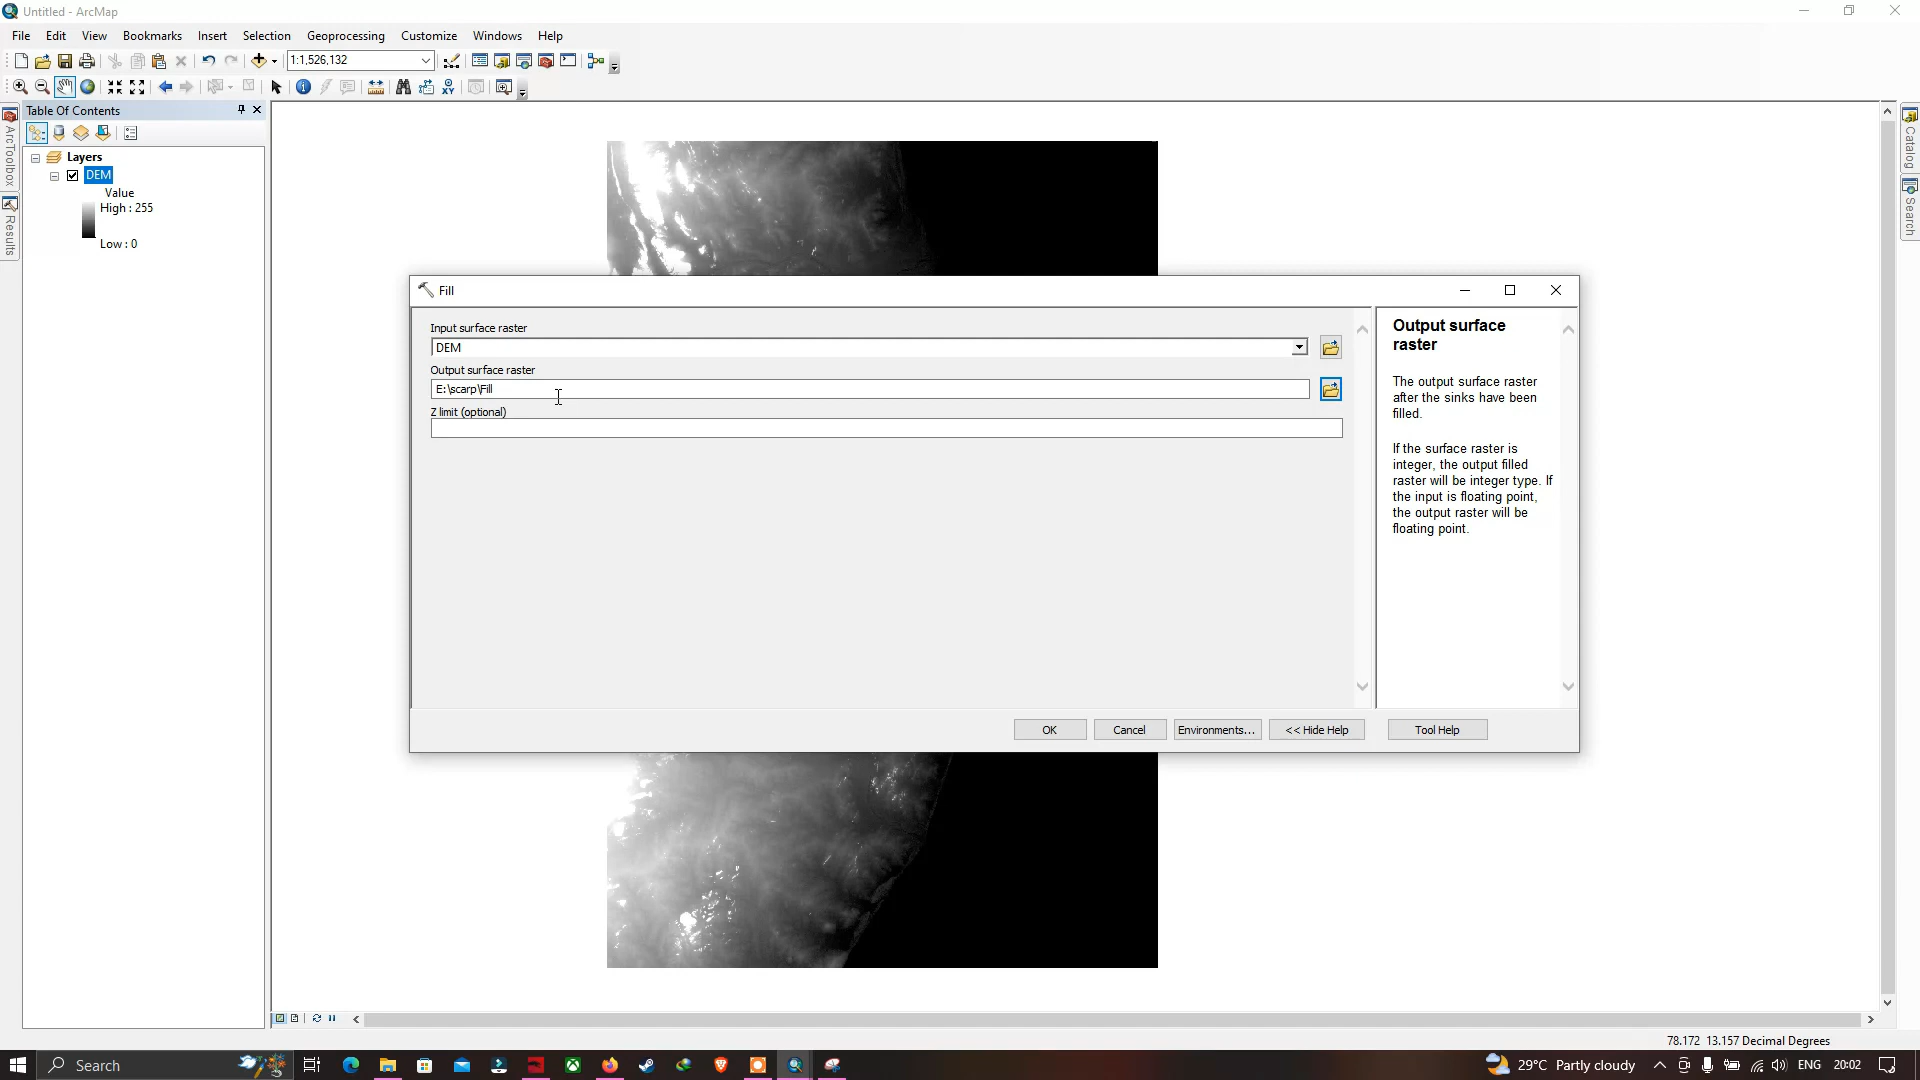 Untitled - ArcMap
File Edit View Bookmarks Insert Selection Geoprocessing Customize Windows Help
1:1,526,132
Table Of Contents
ArcToolbox
Results
Layers
DEM
Value
High : 255
Low : 0
Fill
Input surface raster
DEM
Output surface raster
E:\scarp\Fill
Z limit (optional)
Output surface
raster
The output surface raster
after the sinks have been
filled.
If the surface raster is
integer, the output filled
raster will be integer type. If
the input is floating point,
the output raster will be
floating point.
OK Cancel Environments... << Hide Help Tool Help
Catalog
Search
78.172 13.157 Decimal Degrees
Search
29°C Partly cloudy ENG 20:02